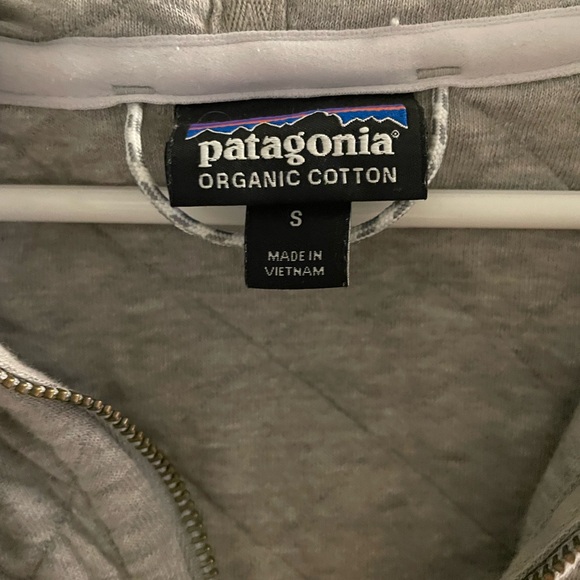 patagonia®
ORGANIC COTTON
S
MADE IN
VIETNAM